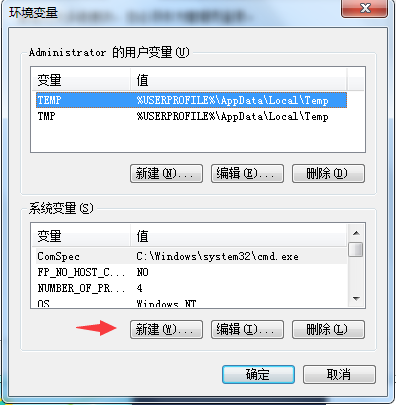 环境变量
Administrator 的用户变量(U)
变量 值
TEMP %USERPROFILE%\AppData\Local\Temp
TMP %USERPROFILE%\AppData\Local\Temp
新建(N)... 编辑(E)... 删除(D)
系统变量(S)
变量 值
ComSpec C:\Windows\system32\cmd.exe
FP_NO_HOST_C... NO
NUMBER_OF_PR... 4
OS Windows_NT
新建(W)... 编辑(I)... 删除(L)
确定 取消